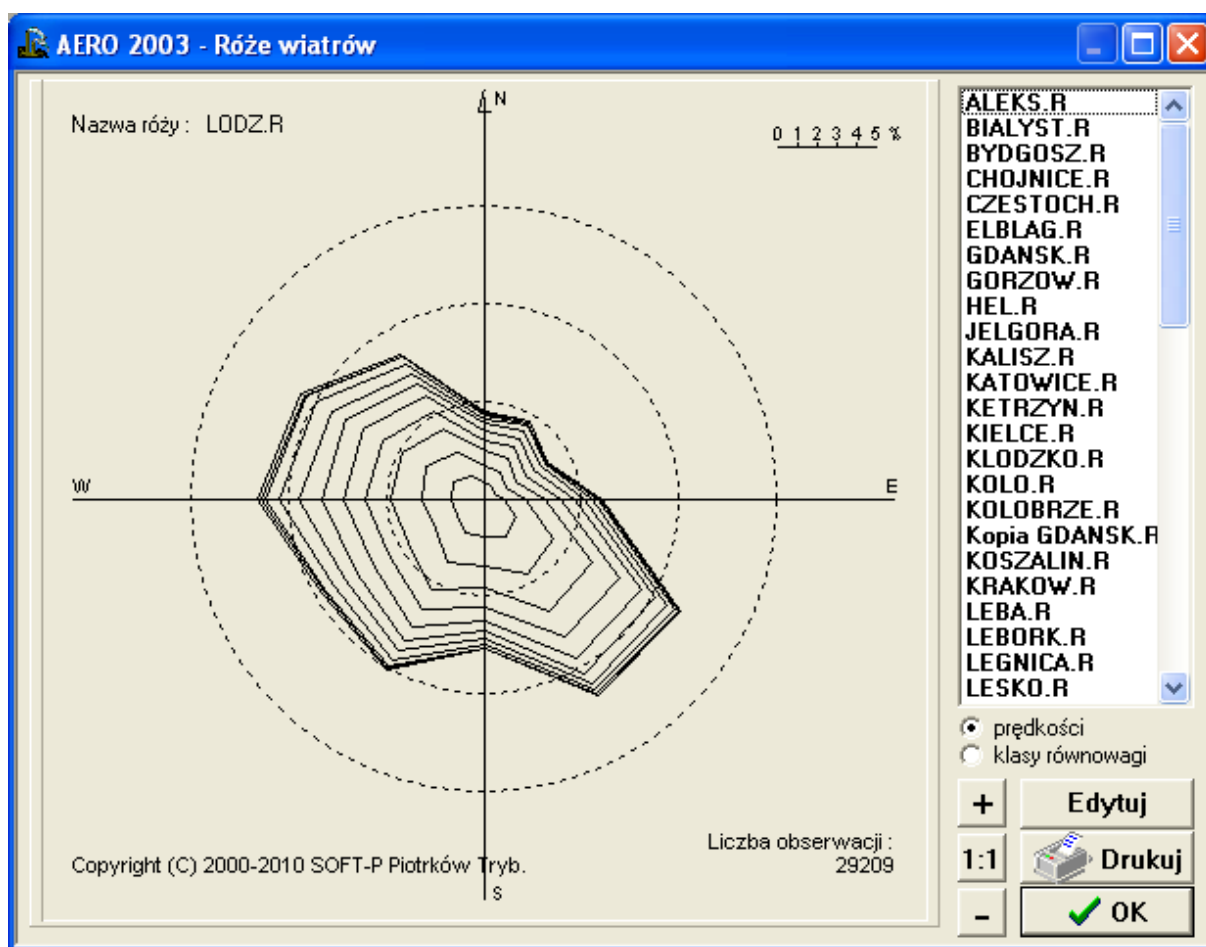 AERO 2003 - Róże wiatrów
Nazwa róży : LODZ.R
N
0 1 2 3 4 5 %
W
E
S
Liczba obserwacji :
29209
Copyright (C) 2000-2010 SOFT-P Piotrków Tryb.
ALEKS.R
BIALYST.R
BYDGOSZ.R
CHOJNICE.R
CZESTOCH.R
ELBLAG.R
GDANSK.R
GORZOW.R
HEL.R
JELGORA.R
KALISZ.R
KATOWICE.R
KETRZYN.R
KIELCE.R
KLODZKO.R
KOLO.R
KOLOBRZE.R
Kopia GDANSK.R
KOSZALIN.R
KRAKOW.R
LEBA.R
LEBORK.R
LEGNICA.R
LESKO.R
prędkości
klasy równowagi
+
Edytuj
1:1
Drukuj
-
OK